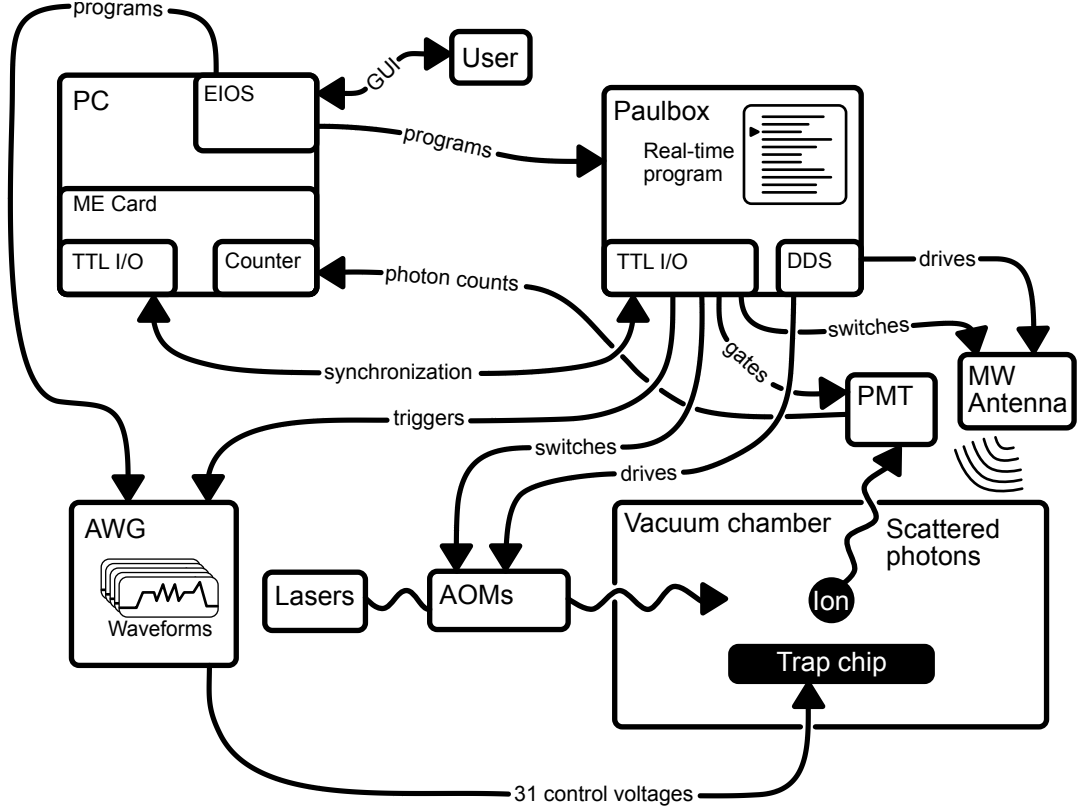 programs
User
GUI
PC
EIOS
programs
Paulbox
Real-time
program
ME Card
TTL I/O
Counter
photon counts
TTL I/O
DDS
drives
switches
gates
synchronization
triggers
switches
drives
PMT
MW
Antenna
AWG
Waveforms
Lasers
AOMs
Vacuum chamber
Scattered
photons
Ion
Trap chip
31 control voltages